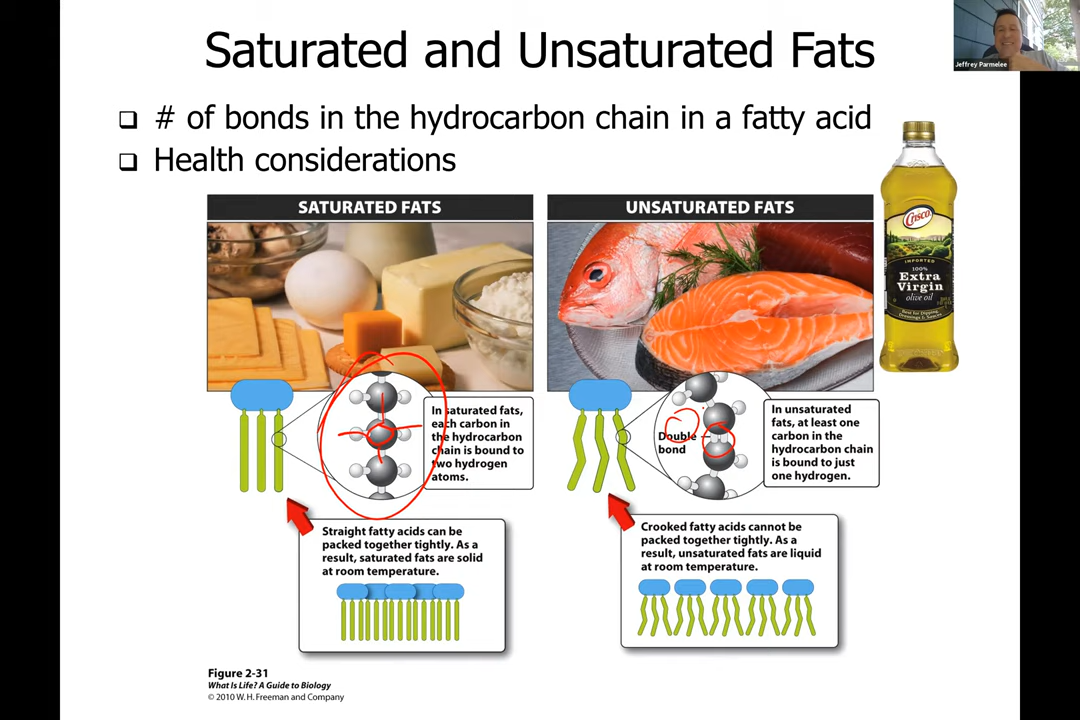 Saturated and Unsaturated Fats
Jeffrey Parmelee
❑ # of bonds in the hydrocarbon chain in a fatty acid
❑ Health considerations
SATURATED FATS
In saturated fats,
each carbon in
the hydrocarbon
chain is bound to
two hydrogen
atoms.
Straight fatty acids can be
packed together tightly. As a
result, saturated fats are solid
at room temperature.
UNSATURATED FATS
Double
bond
In unsaturated
fats, at least one
carbon in the
hydrocarbon chain
is bound to just
one hydrogen.
Crooked fatty acids cannot be
packed together tightly. As a
result, unsaturated fats are liquid
at room temperature.
Crisco
IMPORTED
100%
Extra
Virgin
olive oil
Figure 2-31
What Is Life? A Guide to Biology
© 2010 W. H. Freeman and Company